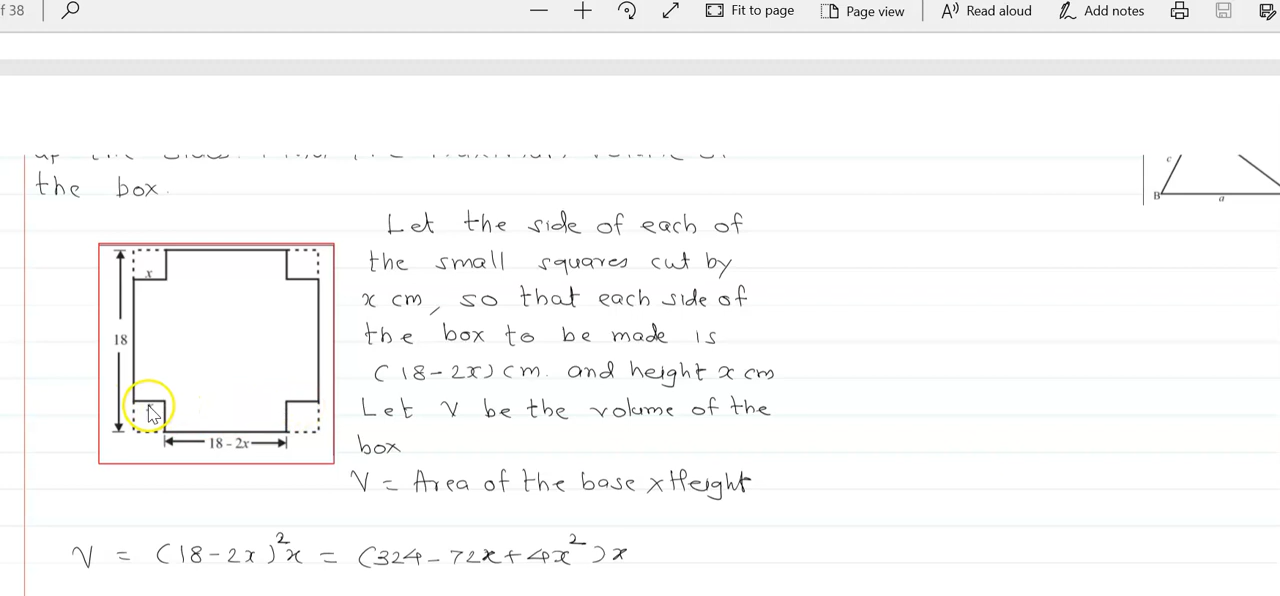 f 38
Fit to page
Page view
Read aloud
Add notes
the box.
c
B
a
Let the side of each of
the small squares cut by
x cm, so that each side of
the box to be made is
(18-2x) cm. and height x cm
Let V be the volume of the
box
V = Area of the base x Height
x
18
18 – 2x
V = (18-2x)²x = (324-72x+4x²)x